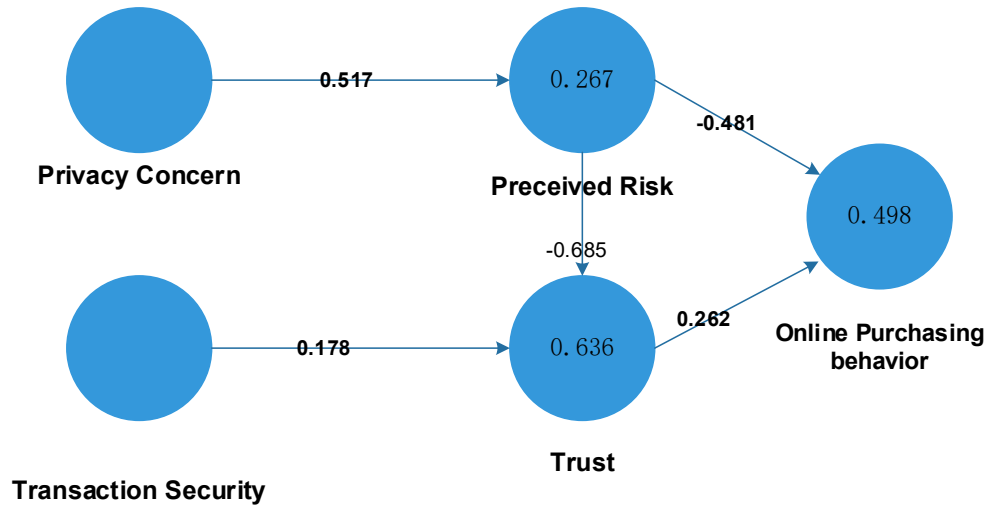 0.517
0.267
-0.481
Privacy Concern
Preceived Risk
0.498
-0.685
0.178
0.636
0.262
Online Purchasing
behavior
Trust
Transaction Security